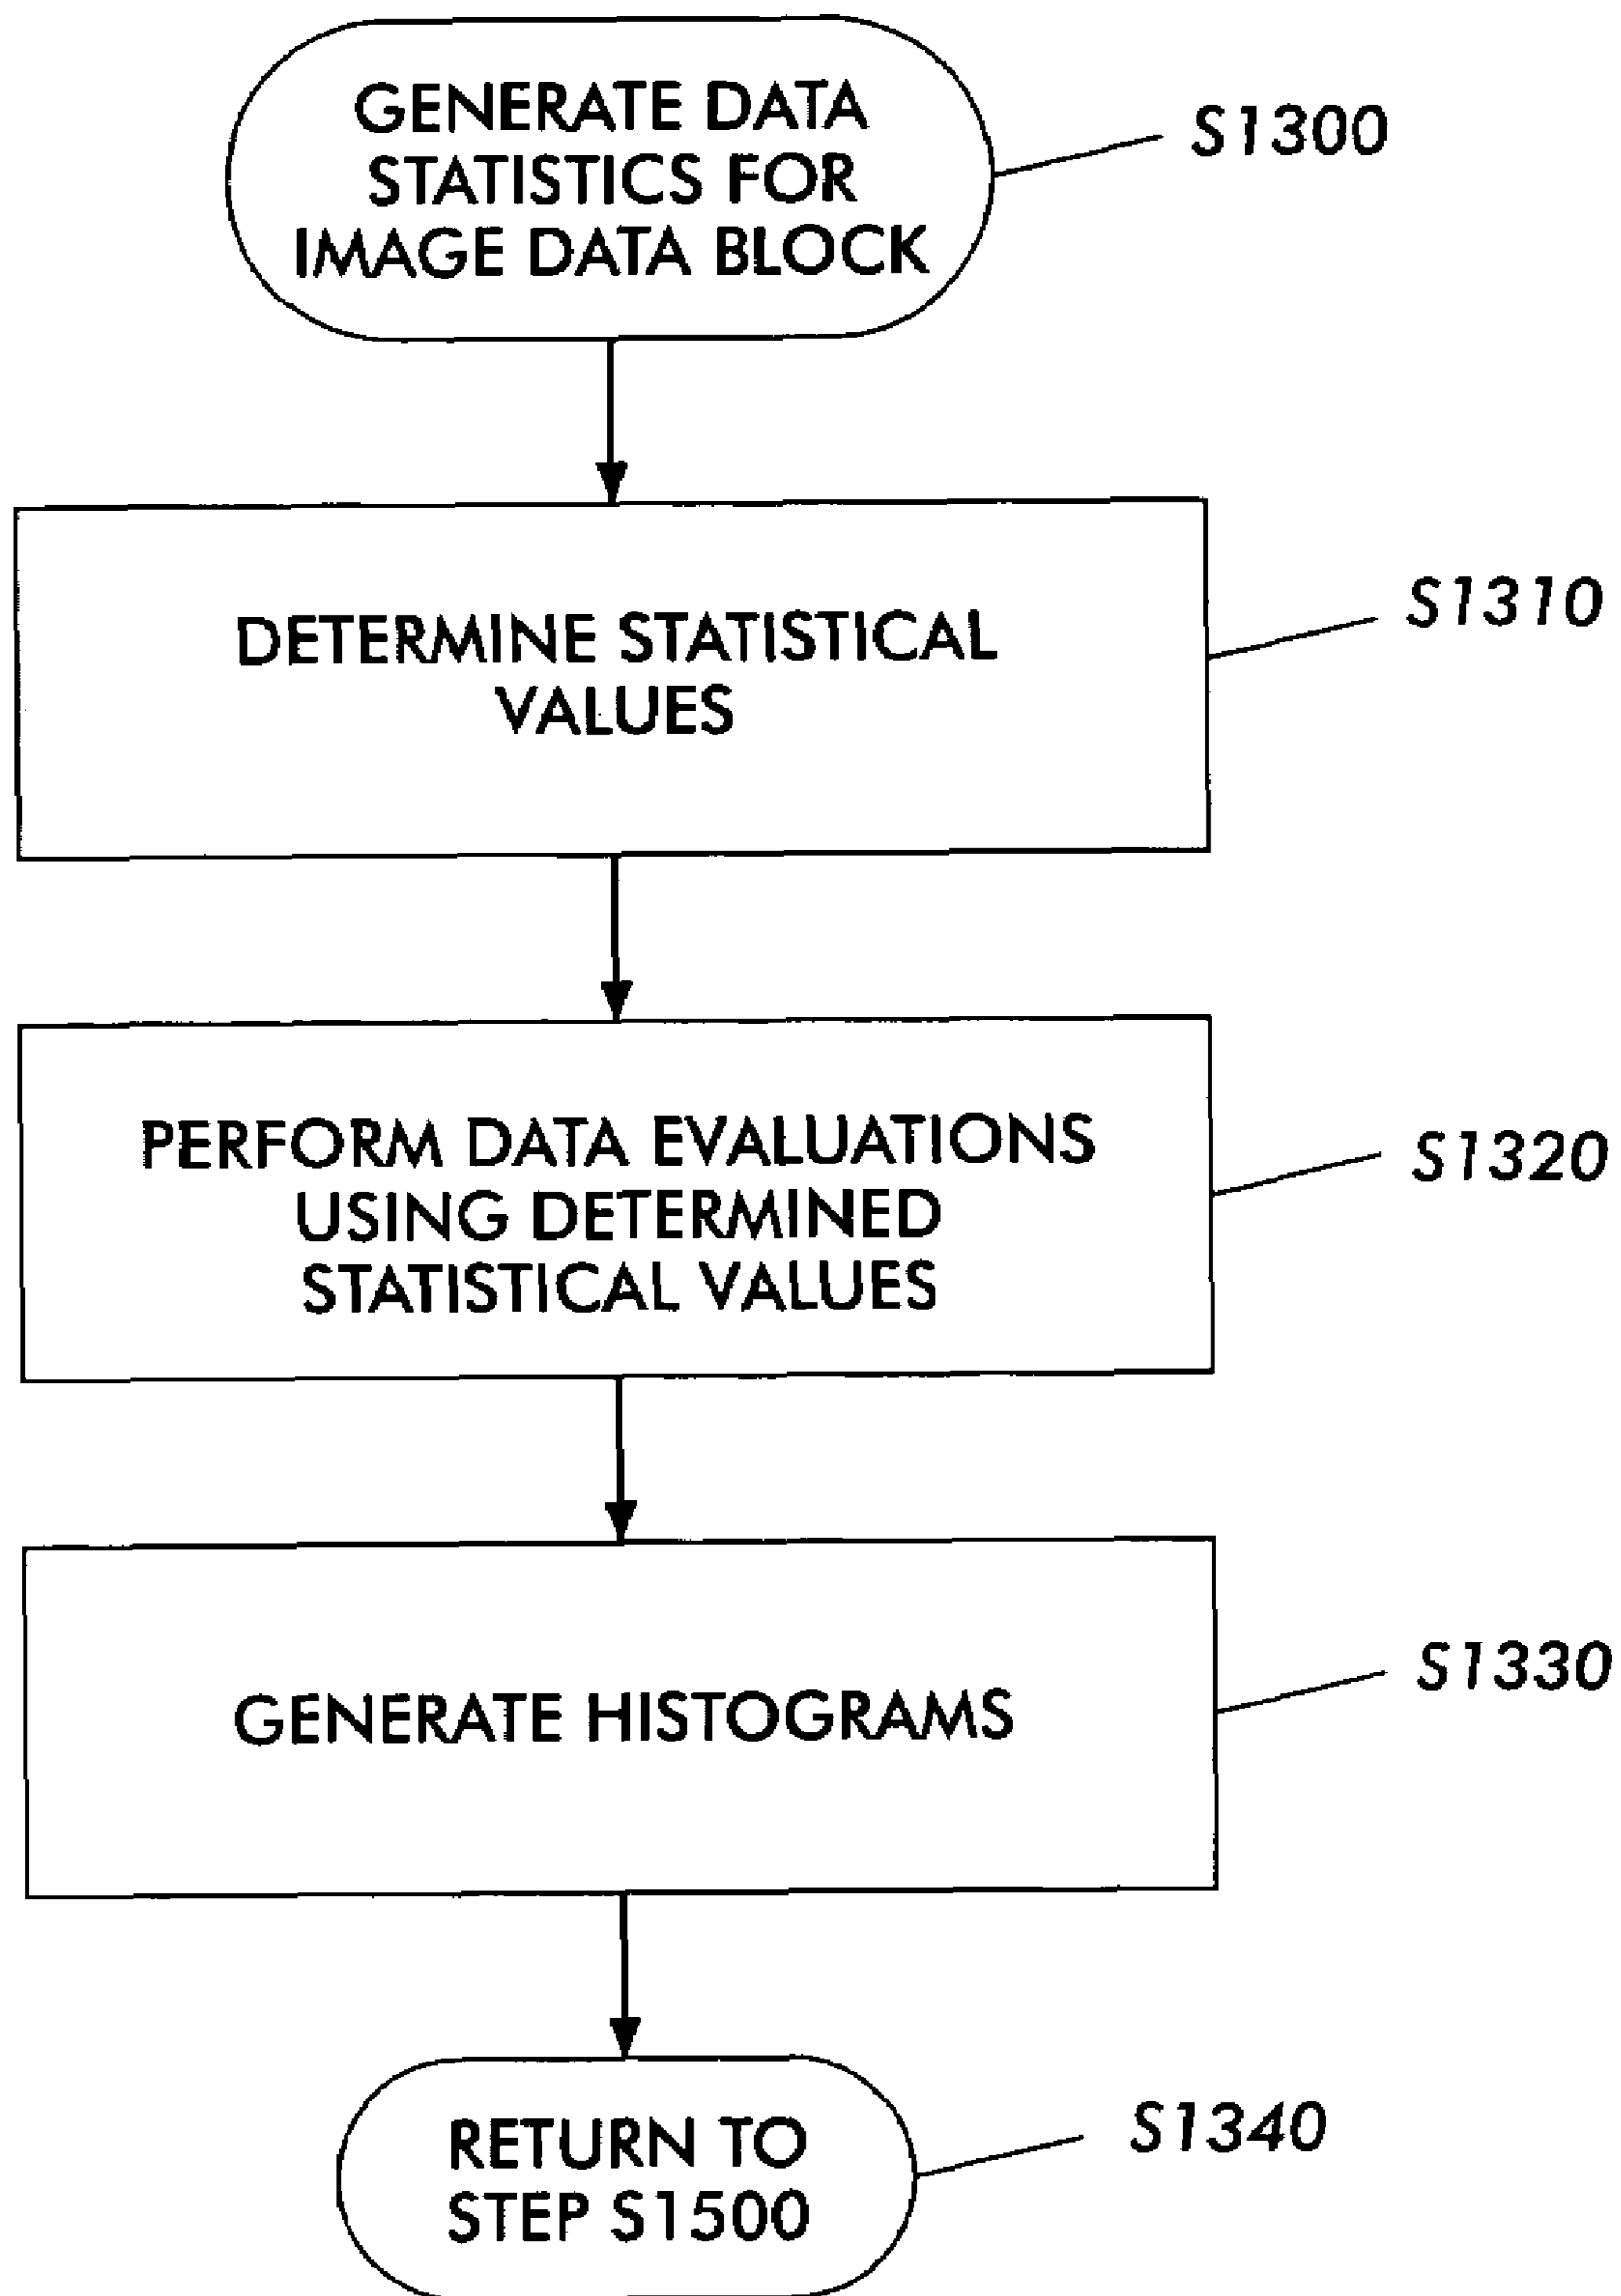 GENERATE DATA
STATISTICS FOR
IMAGE DATA BLOCK
S1300
DETERMINE STATISTICAL
VALUES
S1310
PERFORM DATA EVALUATIONS
USING DETERMINED
STATISTICAL VALUES
S1320
GENERATE HISTOGRAMS
S1330
RETURN TO
STEP S1500
S1340